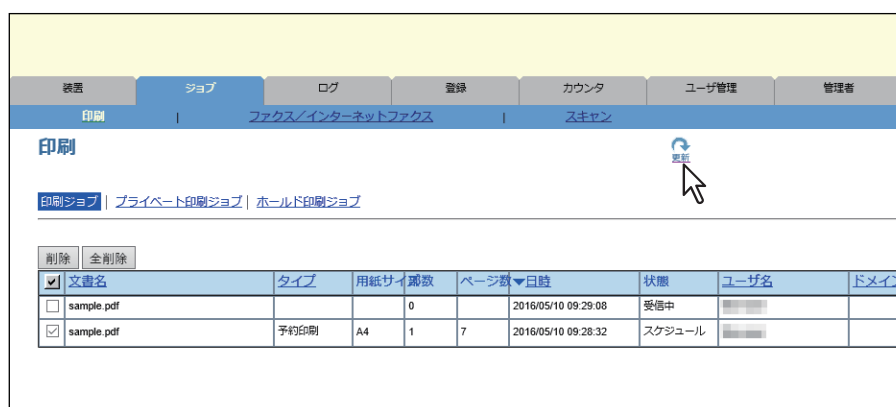 装置 ジョブ ログ 登録 カウンタ ユーザ管理 管理者
印刷 | ファクス／インターネットファクス | スキャン
印刷
更新
印刷ジョブ | プライベート印刷ジョブ | ホールド印刷ジョブ
削除 全削除
文書名 タイプ 用紙サイ 部数 ページ数 ▼日時 状態 ユーザ名 ドメイン
sample.pdf 0 2016/05/10 09:29:08 受信中
sample.pdf 予約印刷 A4 1 7 2016/05/10 09:28:32 スケジュール